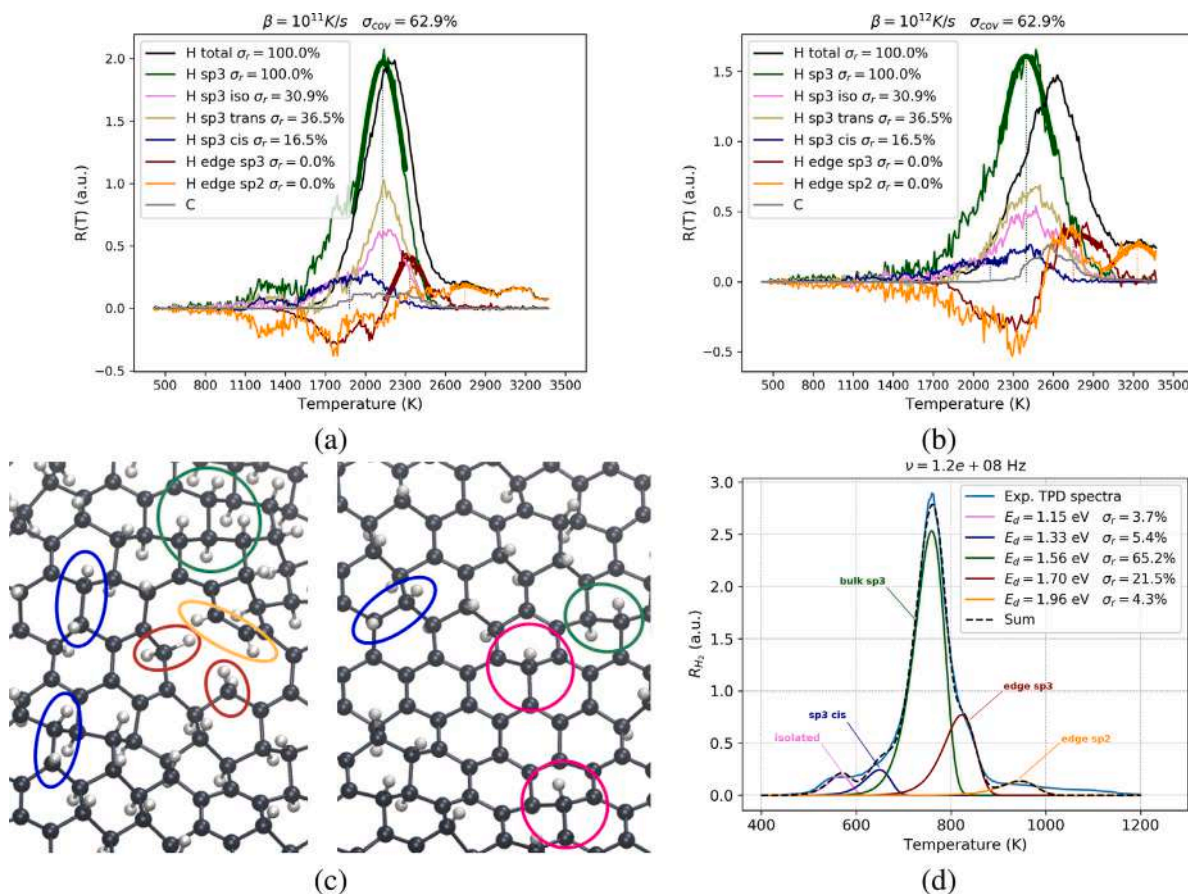 β = 10¹¹K/s   σcov = 62.9%
H total σr = 100.0%
H sp3 σr = 100.0%
H sp3 iso σr = 30.9%
H sp3 trans σr = 36.5%
H sp3 cis σr = 16.5%
H edge sp3 σr = 0.0%
H edge sp2 σr = 0.0%
C
R(T) (a.u.)
2.0
1.5
1.0
0.5
0.0
−0.5
500 1100 1700 2000 2300 2600 2900 3200 3500
Temperature (K)
(a)
β = 10¹²K/s   σcov = 62.9%
H total σr = 100.0%
H sp3 σr = 100.0%
H sp3 iso σr = 30.9%
H sp3 trans σr = 36.5%
H sp3 cis σr = 16.5%
H edge sp3 σr = 0.0%
H edge sp2 σr = 0.0%
C
R(T) (a.u.)
1.5
1.0
0.5
0.0
−0.5
500 1100 1700 2000 2300 2600 2900 3200
Temperature (K)
(b)
(c)
ν = 1.2e + 08 Hz
Exp. TPD spectra
Ed = 1.15 eV   σr = 3.7%
Ed = 1.33 eV   σr = 5.4%
Ed = 1.56 eV   σr = 65.2%
Ed = 1.70 eV   σr = 21.5%
Ed = 1.96 eV   σr = 4.3%
Sum
bulk sp3
edge sp3
sp3 cis
isolated
edge sp2
RH₂ (a.u.)
3.0
2.5
2.0
1.5
1.0
0.5
0.0
400 600 800 1000 1200
Temperature (K)
(d)